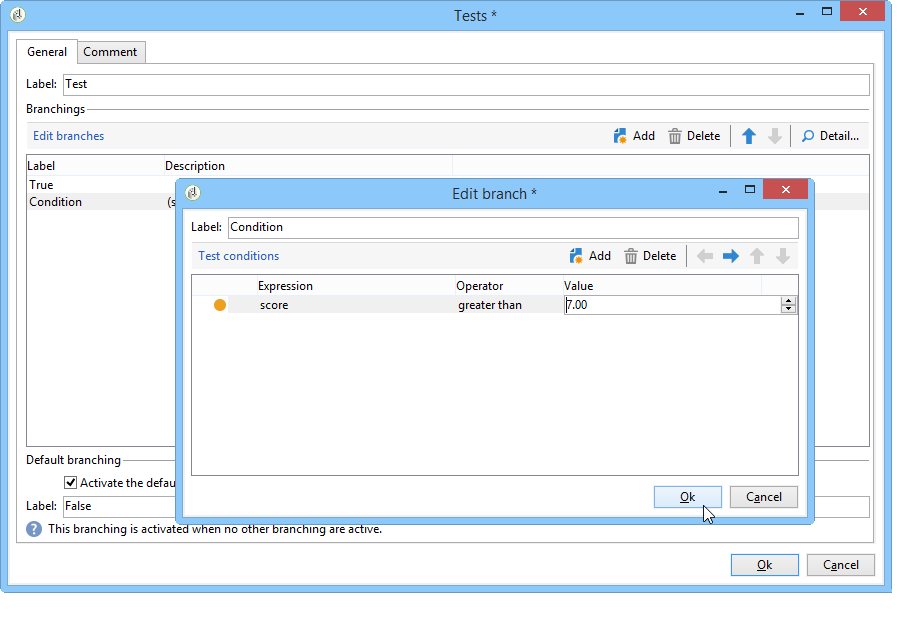 Tests *
General Comment
Label: Test
Branchings
Edit branches Add Delete Detail...
Label Description
True
Condition (s
Edit branch *
Label: Condition
Test conditions Add Delete
Expression Operator Value
score greater than 7.00
Ok Cancel
Default branching
Activate the defau
Label: False
This branching is activated when no other branching are active.
Ok Cancel